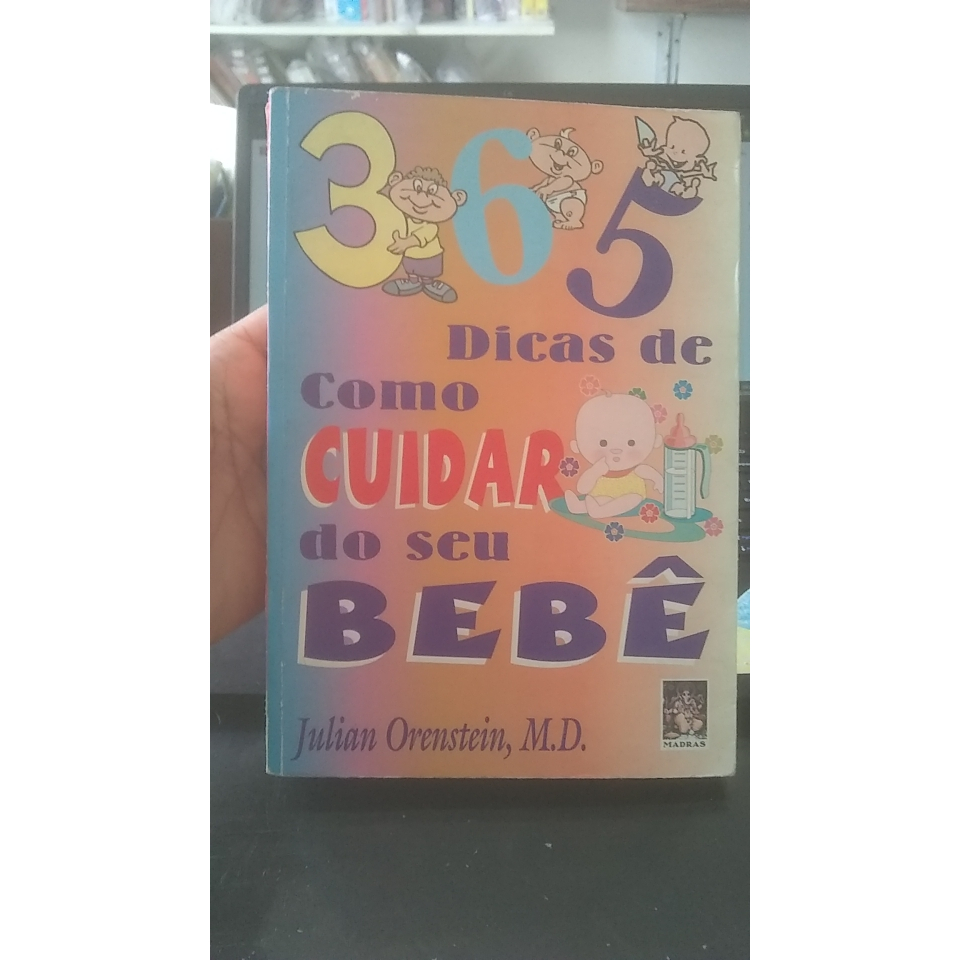 365
Dicas de
Como
CUIDAR
do seu
BEBÊ
Julian Orenstein, M.D.
MADRAS